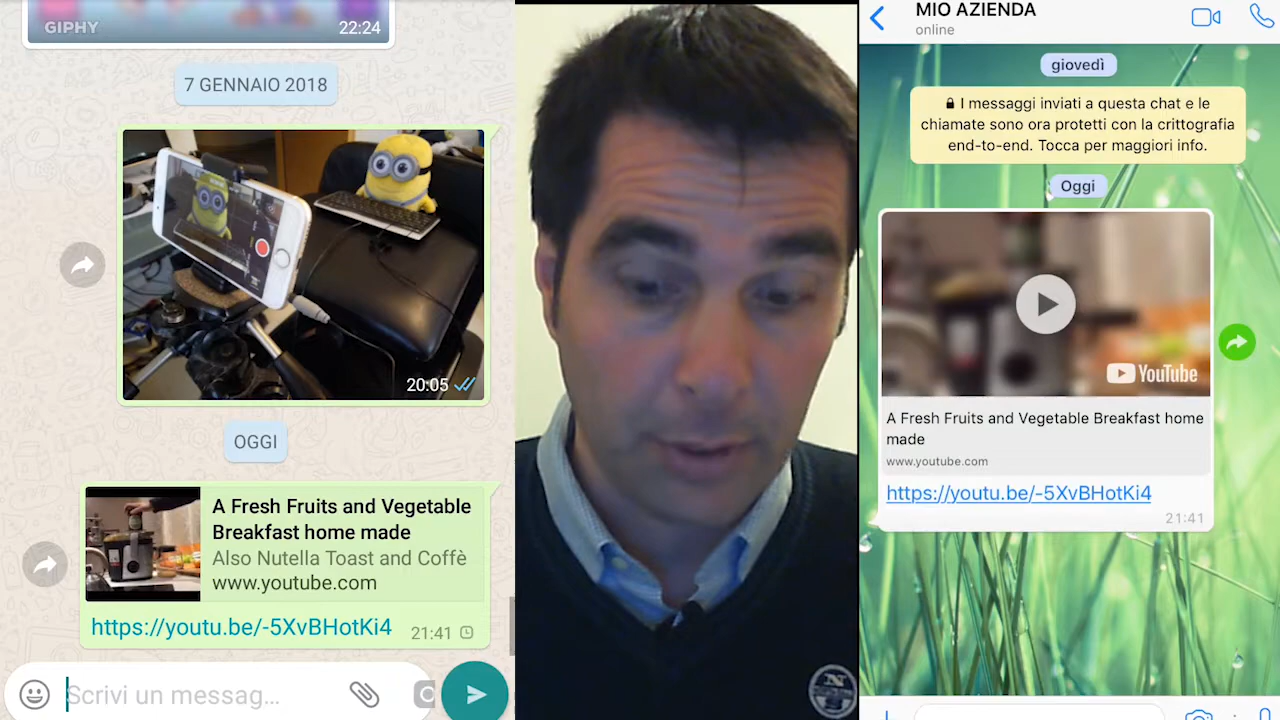 GIPHY
22:24
7 GENNAIO 2018
20:05
OGGI
A Fresh Fruits and Vegetable
Breakfast home made
Also Nutella Toast and Coffè
www.youtube.com
https://youtu.be/-5XvBHotKi4
21:41
Scrivi un messag...
MIO AZIENDA
online
giovedì
I messaggi inviati a questa chat e le
chiamate sono ora protetti con la crittografia
end-to-end. Tocca per maggiori info.
Oggi
YouTube
A Fresh Fruits and Vegetable Breakfast home
made
www.youtube.com
https://youtu.be/-5XvBHotKi4
21:41